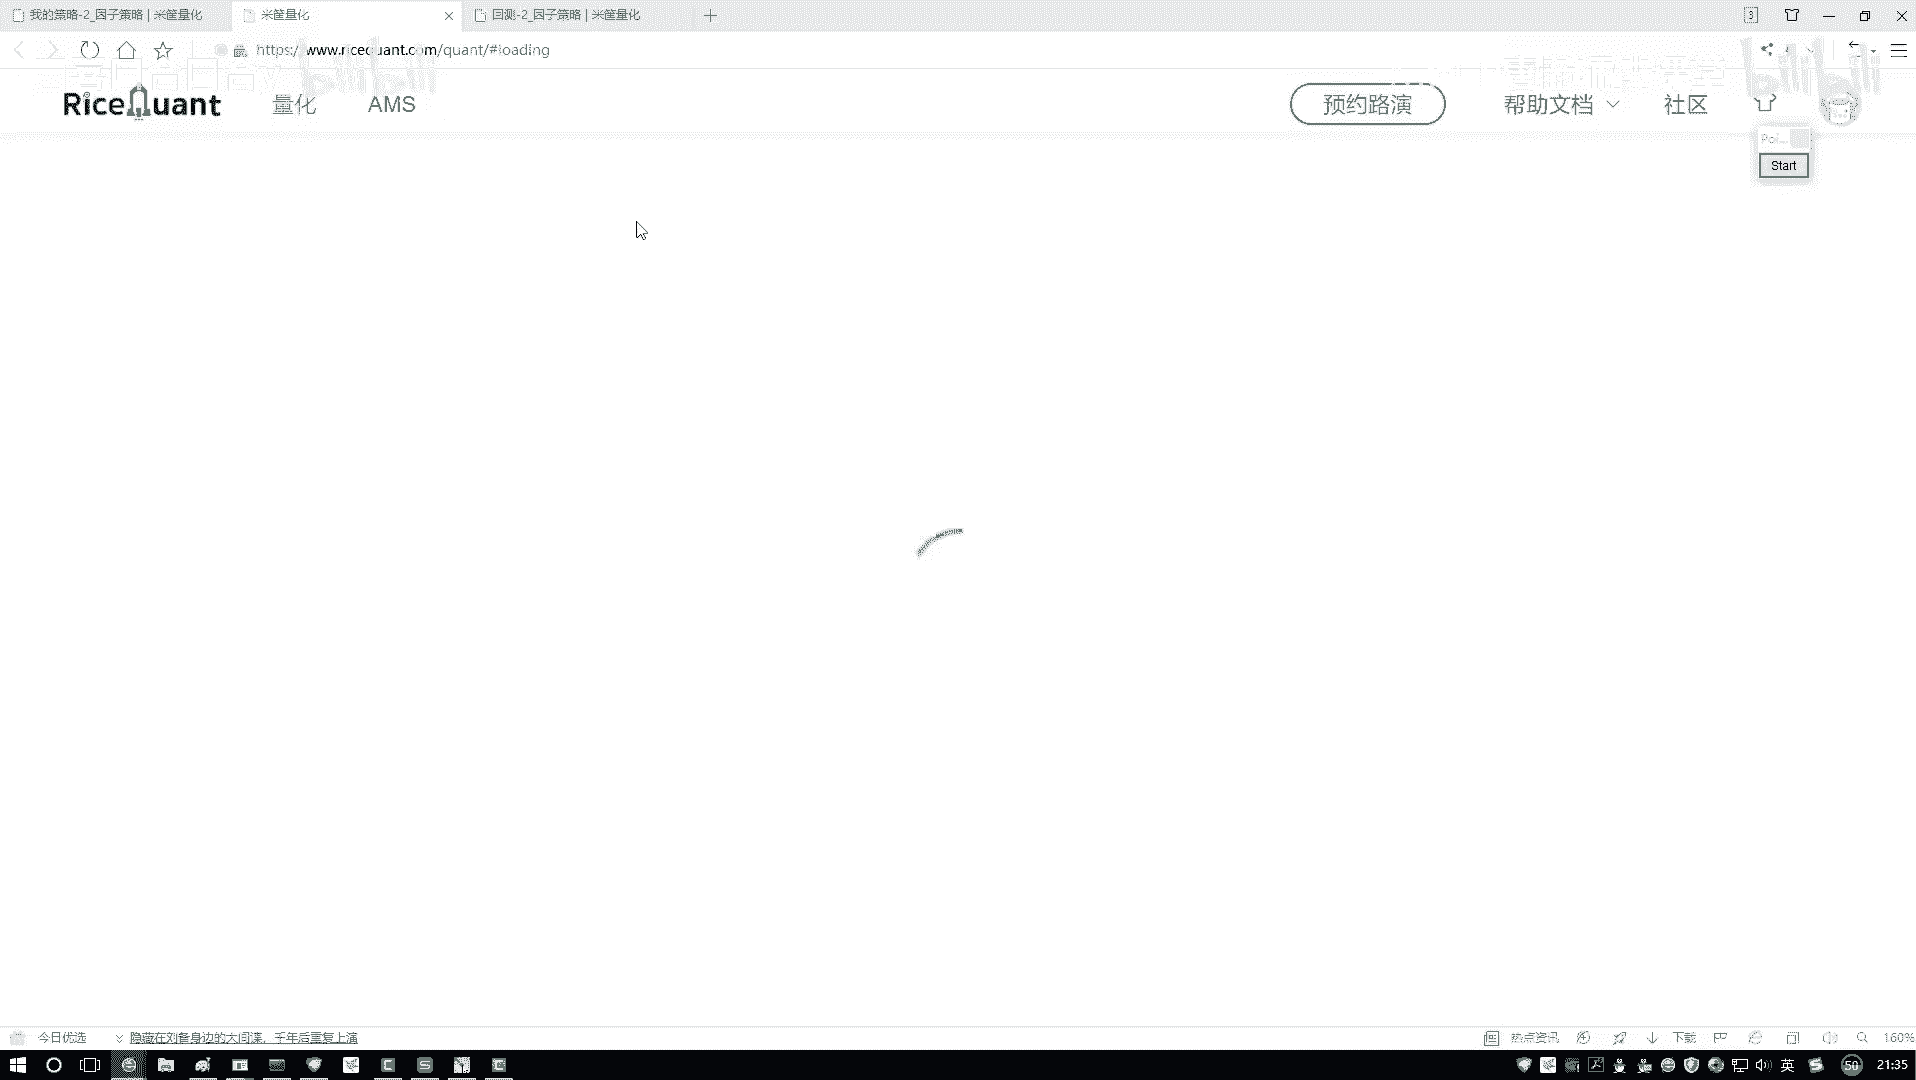 我的策略-2_因子策略 | 米筐量化
米筐量化
回测-2_因子策略 | 米筐量化
3
https://www.ricequant.com/quant/#loading
bilibili
bilibili
RiceQuant
量化
AMS
预约路演
帮助文档
社区
Start
今日优选
隐藏在刘备身边的大间谍，千年后重复上演
热点资讯
下载
160%
英
50
21:35